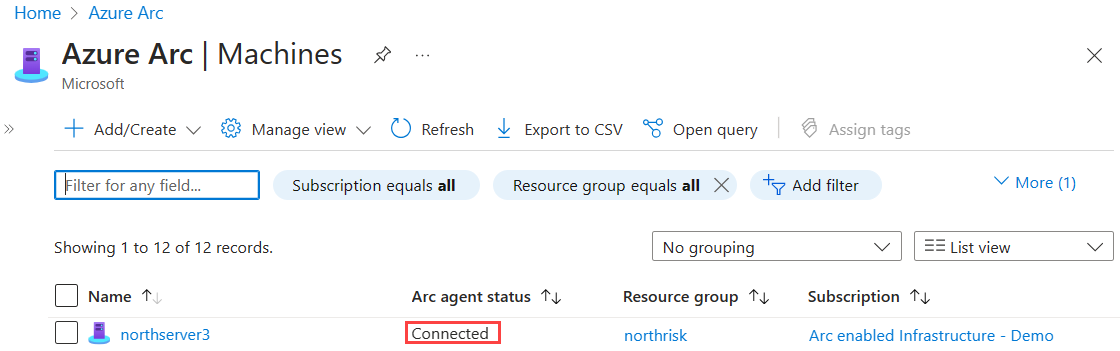 Home > Azure Arc
Azure Arc | Machines
Microsoft
Add/Create Manage view Refresh Export to CSV Open query Assign tags
Filter for any field... Subscription equals all Resource group equals all Add filter More (1)
Showing 1 to 12 of 12 records. No grouping List view
Name Arc agent status Resource group Subscription
northserver3 Connected northrisk Arc enabled Infrastructure - Demo